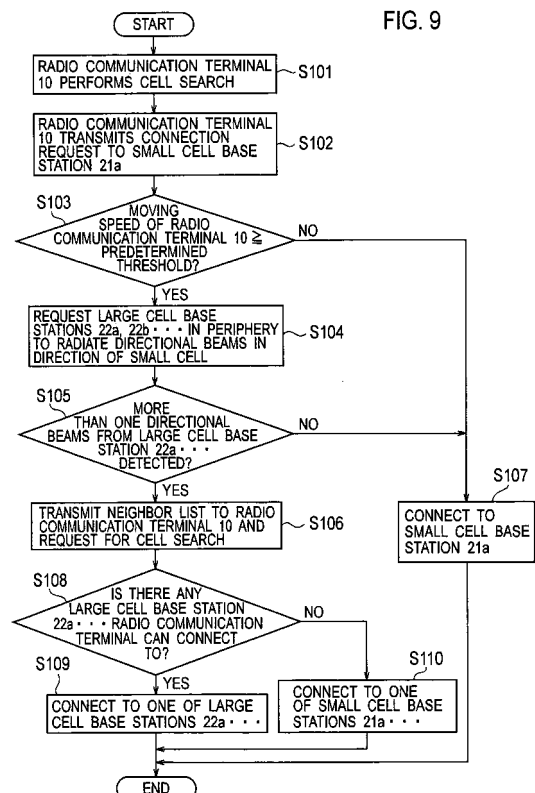 FIG. 9
START
RADIO COMMUNICATION TERMINAL
10 PERFORMS CELL SEARCH
S101
RADIO COMMUNICATION TERMINAL
10 TRANSMITS CONNECTION
REQUEST TO SMALL CELL BASE
STATION 21a
S102
S103
MOVING
SPEED OF RADIO
COMMUNICATION TERMINAL 10 ≧
PREDETERMINED
THRESHOLD?
NO
YES
REQUEST LARGE CELL BASE
STATIONS 22a, 22b · · · IN PERIPHERY
TO RADIATE DIRECTIONAL BEAMS IN
DIRECTION OF SMALL CELL
S104
S105
MORE
THAN ONE DIRECTIONAL
BEAMS FROM LARGE CELL BASE
STATION 22a · · ·
DETECTED?
NO
YES
S107
CONNECT TO
SMALL CELL BASE
STATION 21a
TRANSMIT NEIGHBOR LIST TO RADIO
COMMUNICATION TERMINAL 10 AND
REQUEST FOR CELL SEARCH
S106
S108
IS THERE ANY
LARGE CELL BASE STATION
22a · · · RADIO COMMUNICATION
TERMINAL CAN CONNECT
TO?
NO
YES
S109
CONNECT TO ONE OF LARGE
CELL BASE STATIONS 22a · · ·
S110
CONNECT TO ONE
OF SMALL CELL BASE
STATIONS 21a · · ·
END